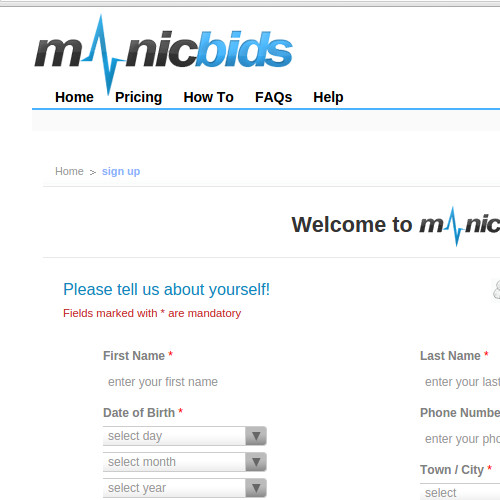 manicbids
Home Pricing How To FAQs Help
Home > sign up
Welcome to manic
Please tell us about yourself!
Fields marked with * are mandatory
First Name * Last Name *
enter your first name enter your last
Date of Birth * Phone Numbe
select day enter your pho
select month Town / City *
select year select